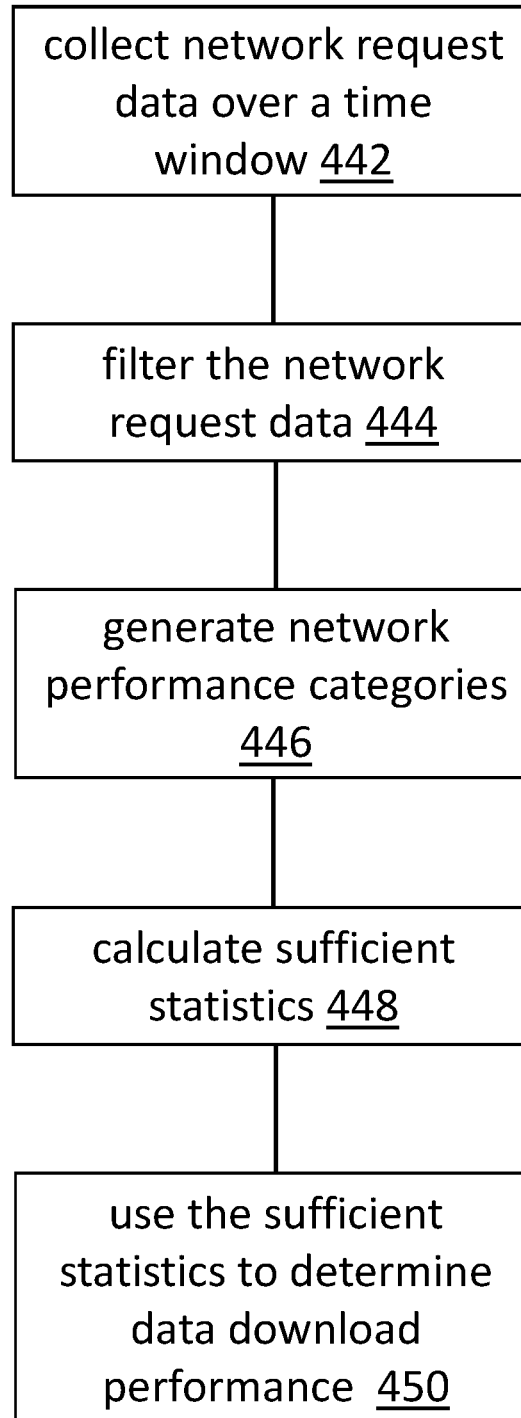 collect network request
data over a time
window 442
filter the network
request data 444
generate network
performance categories
446
calculate sufficient
statistics 448
use the sufficient
statistics to determine
data download
performance 450